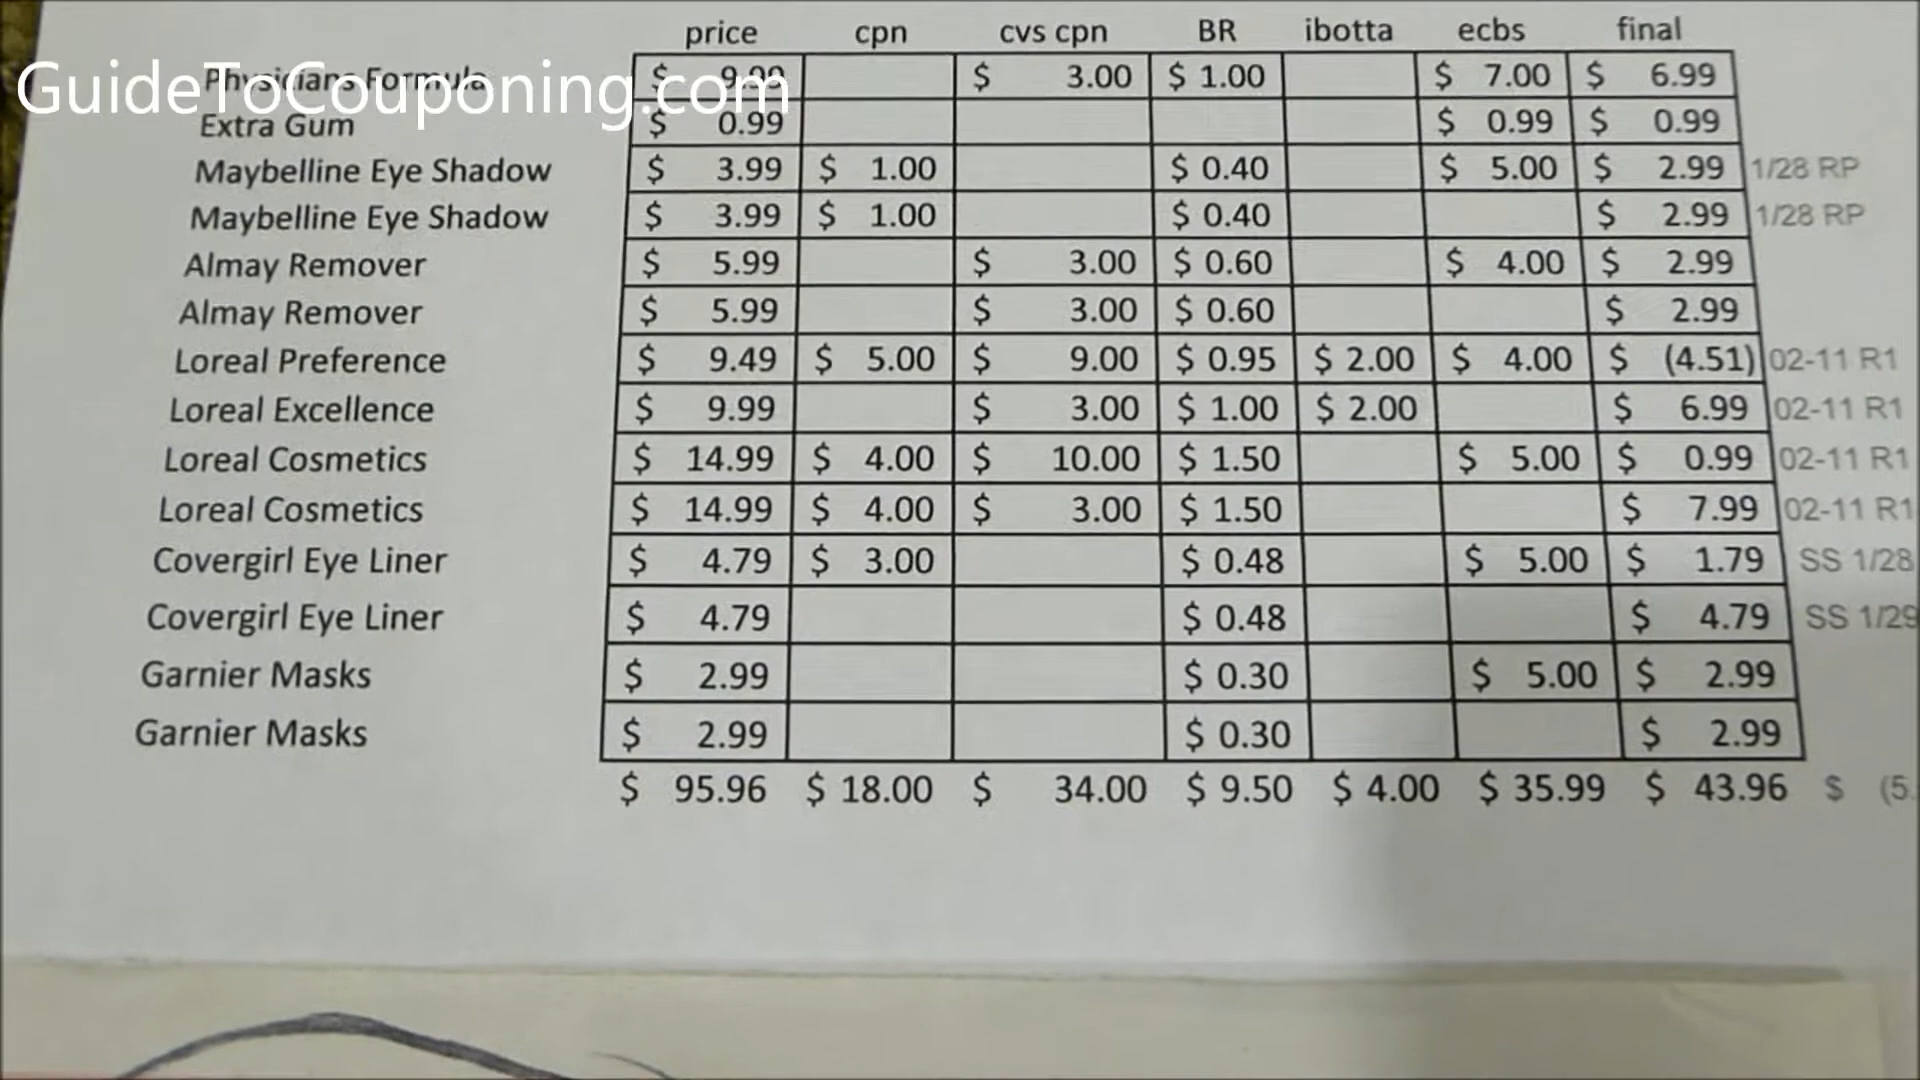 price cpn cvs cpn BR ibotta ecbs final
GuideToCouponing.com
Physicians Formula $ 9.99 $ 3.00 $ 1.00 $ 7.00 $ 6.99
Extra Gum $ 0.99 $ 0.99 $ 0.99
Maybelline Eye Shadow $ 3.99 $ 1.00 $ 0.40 $ 5.00 $ 2.99 1/28 RP
Maybelline Eye Shadow $ 3.99 $ 1.00 $ 0.40 $ 2.99 1/28 RP
Almay Remover $ 5.99 $ 3.00 $ 0.60 $ 4.00 $ 2.99
Almay Remover $ 5.99 $ 3.00 $ 0.60 $ 2.99
Loreal Preference $ 9.49 $ 5.00 $ 9.00 $ 0.95 $ 2.00 $ 4.00 $ (4.51) 02-11 R1
Loreal Excellence $ 9.99 $ 3.00 $ 1.00 $ 2.00 $ 6.99 02-11 R1
Loreal Cosmetics $ 14.99 $ 4.00 $ 10.00 $ 1.50 $ 5.00 $ 0.99 02-11 R1
Loreal Cosmetics $ 14.99 $ 4.00 $ 3.00 $ 1.50 $ 7.99 02-11 R1
Covergirl Eye Liner $ 4.79 $ 3.00 $ 0.48 $ 5.00 $ 1.79 SS 1/28
Covergirl Eye Liner $ 4.79 $ 0.48 $ 4.79 SS 1/29
Garnier Masks $ 2.99 $ 0.30 $ 5.00 $ 2.99
Garnier Masks $ 2.99 $ 0.30 $ 2.99
$ 95.96 $ 18.00 $ 34.00 $ 9.50 $ 4.00 $ 35.99 $ 43.96 $ (5.